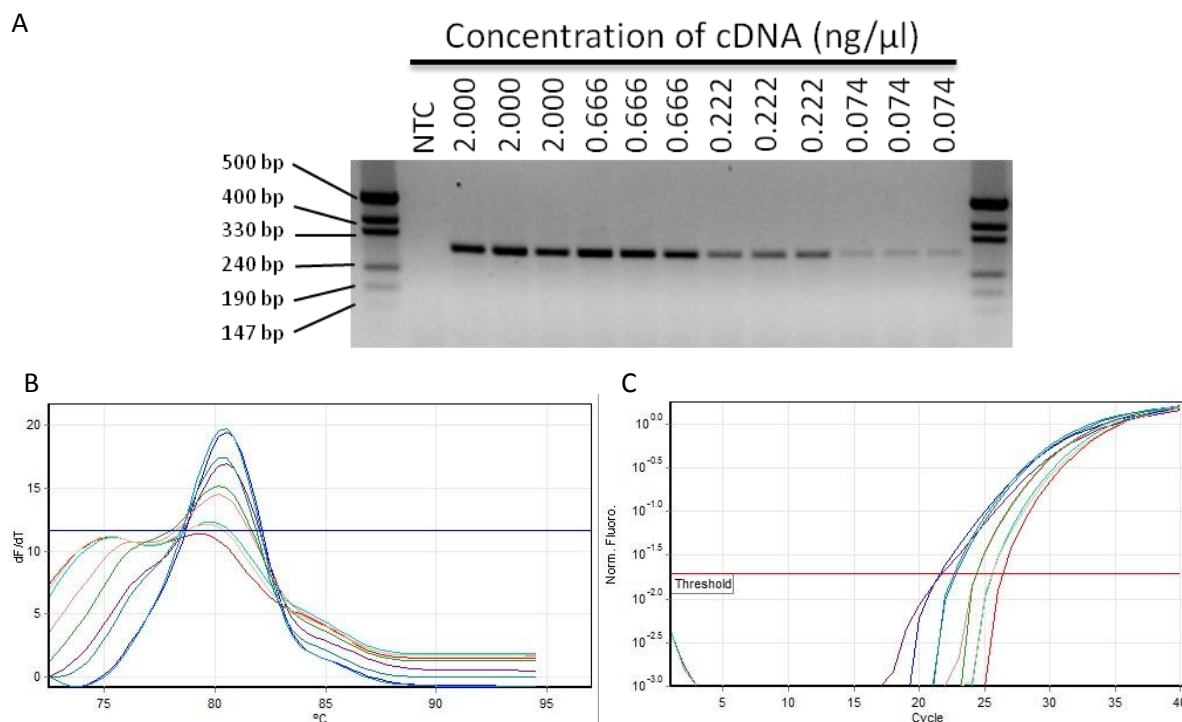 A
Concentration of cDNA (ng/µl)
NTC 2.000 2.000 2.000 0.666 0.666 0.666 0.222 0.222 0.222 0.074 0.074 0.074
500 bp
400 bp
330 bp
240 bp
190 bp
147 bp
B
20
15
10
5
0
dF/dT
75 80 85 90 95
ºC
C
10^0.0
10^-0.5
10^-1.0
10^-1.5
10^-2.0
10^-2.5
10^-3.0
Norm. Fluoro.
Threshold
5 10 15 20 25 30 35 40
Cycle